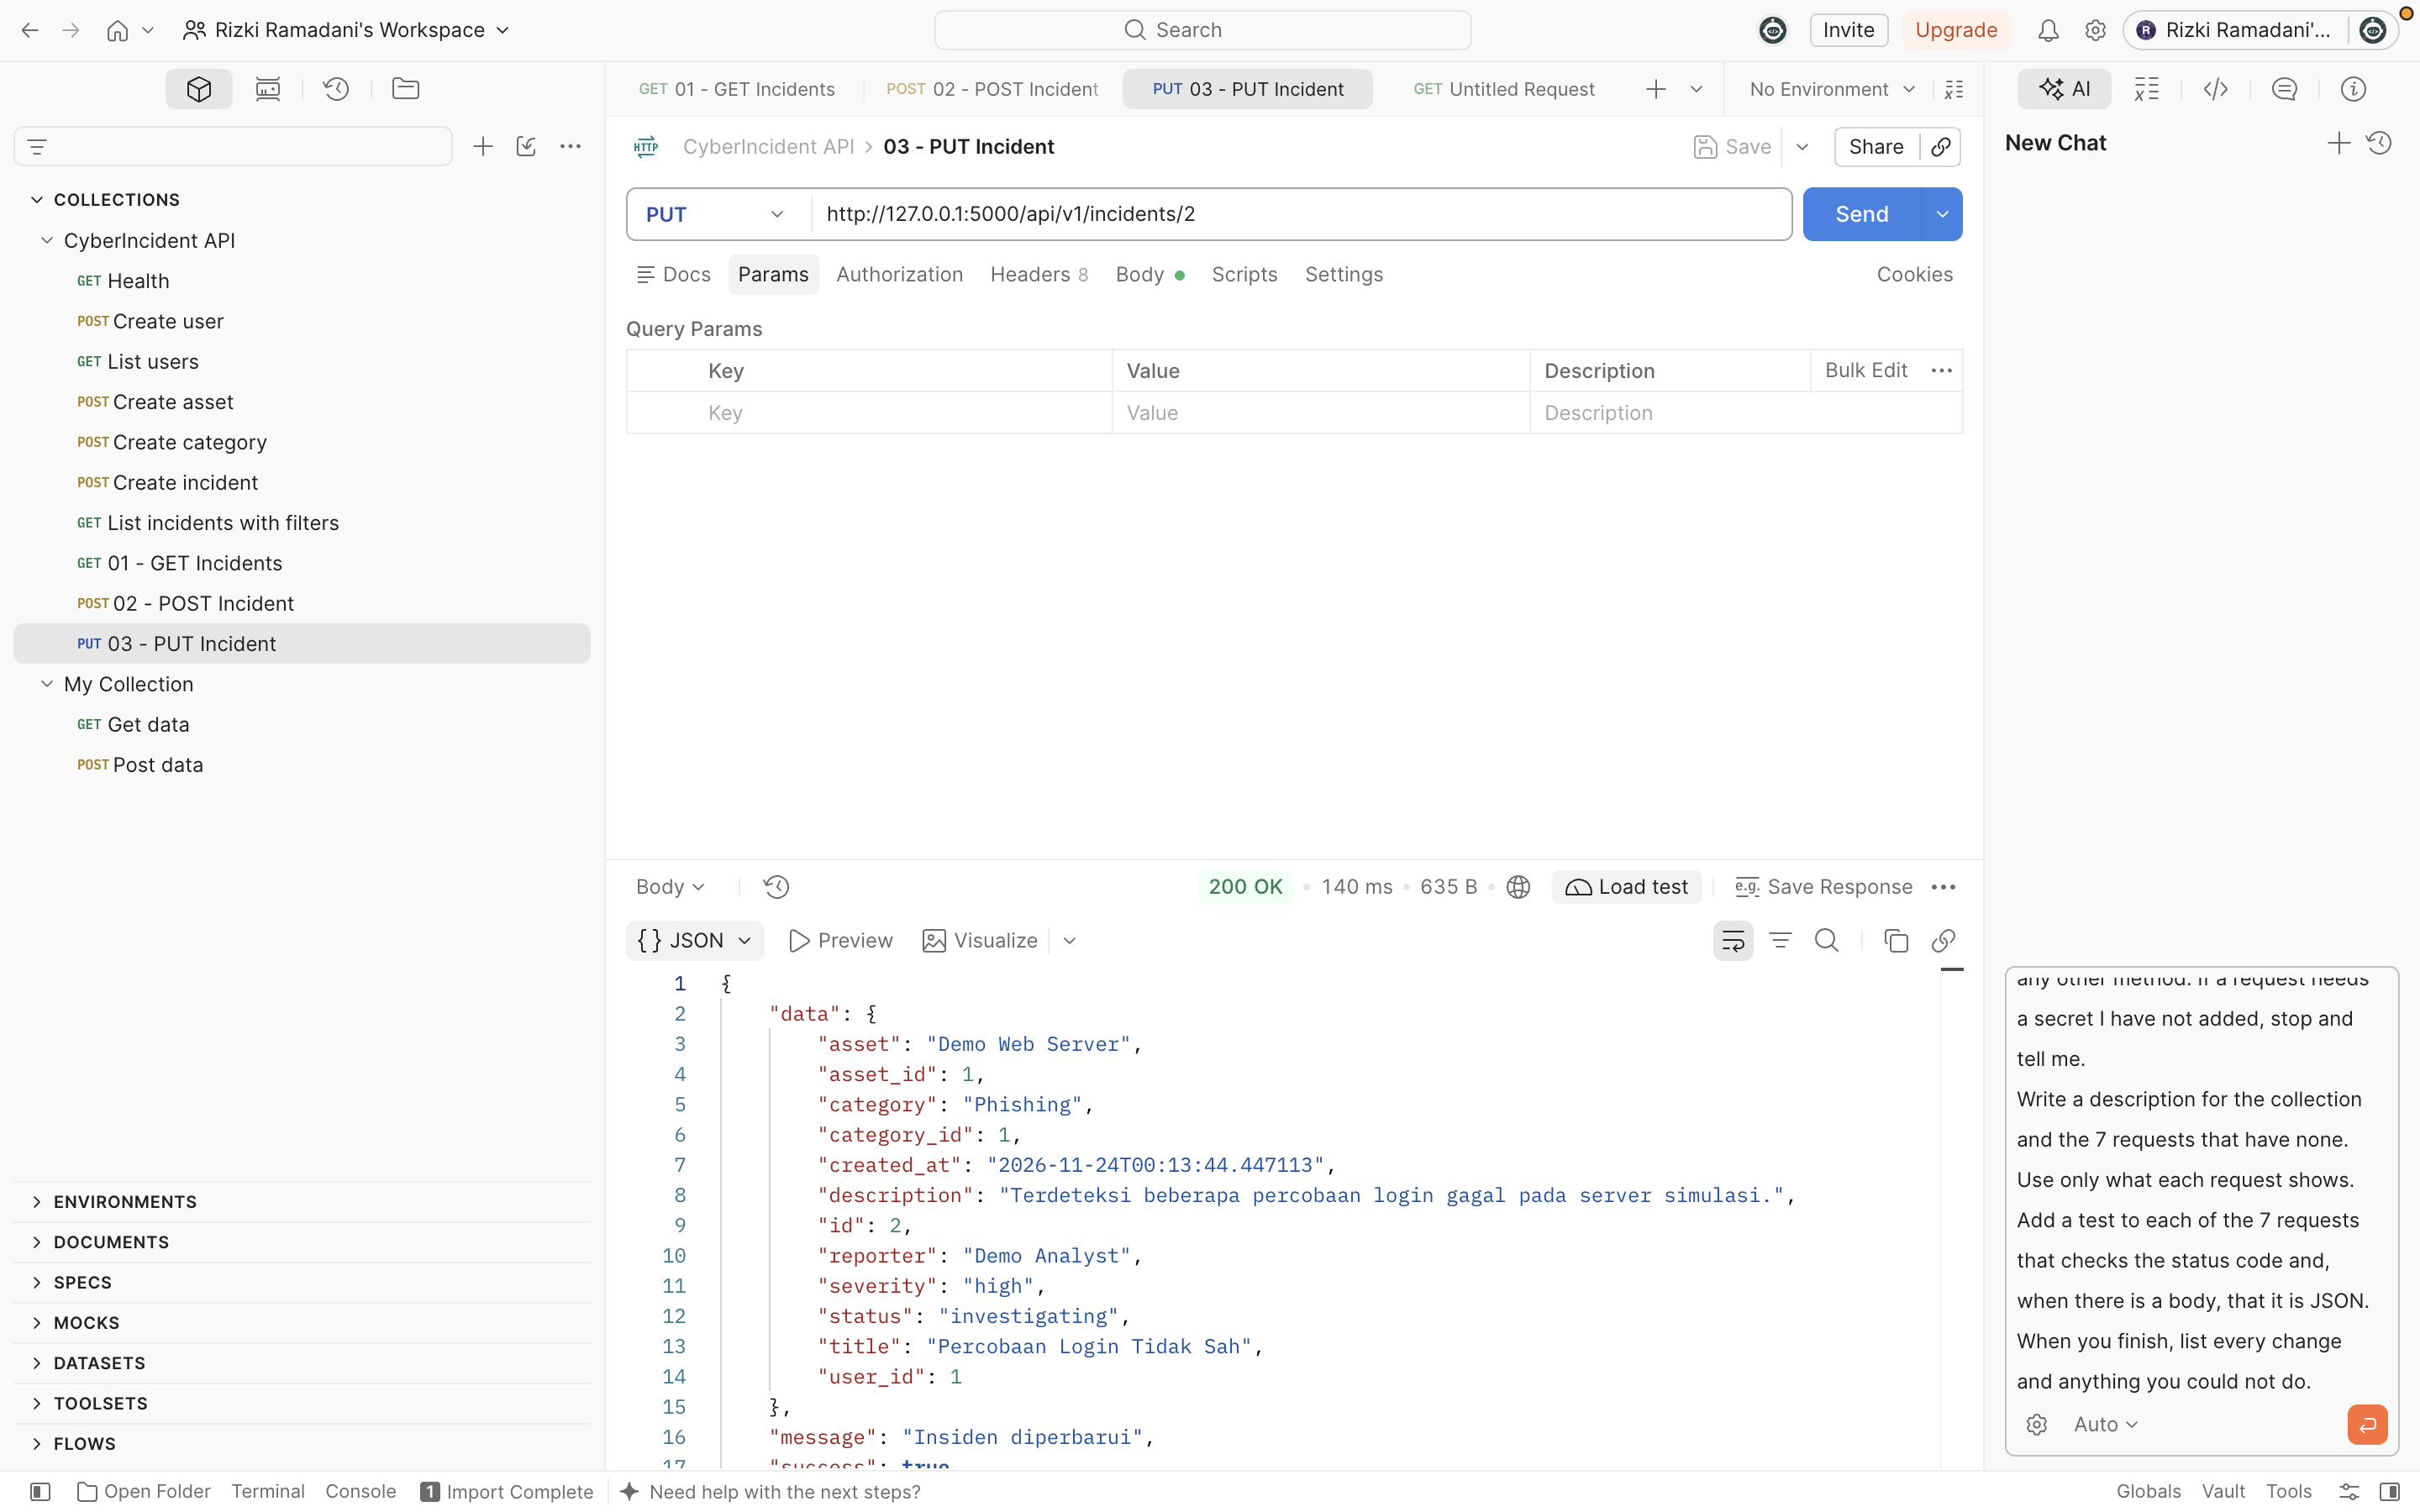 Rizki Ramadani's Workspace
Search
Invite
Upgrade
R
Rizki Ramadani'...
GET 01 - GET Incidents
POST 02 - POST Incident
PUT 03 - PUT Incident
GET Untitled Request
No Environment
AI
COLLECTIONS
CyberIncident API
GET Health
POST Create user
GET List users
POST Create asset
POST Create category
POST Create incident
GET List incidents with filters
GET 01 - GET Incidents
POST 02 - POST Incident
PUT 03 - PUT Incident
My Collection
GET Get data
POST Post data
ENVIRONMENTS
DOCUMENTS
SPECS
MOCKS
DATASETS
TOOLSETS
FLOWS
HTTP CyberIncident API > 03 - PUT Incident
Save
Share
PUT http://127.0.0.1:5000/api/v1/incidents/2
Send
Docs Params Authorization Headers 8 Body Scripts Settings
Cookies
Query Params
Key Value Description Bulk Edit
Key Value Description
Body
200 OK • 140 ms • 635 B
Load test
e.g. Save Response
{} JSON
Preview
Visualize
1 {
2 "data": {
3 "asset": "Demo Web Server",
4 "asset_id": 1,
5 "category": "Phishing",
6 "category_id": 1,
7 "created_at": "2026-11-24T00:13:44.447113",
8 "description": "Terdeteksi beberapa percobaan login gagal pada server simulasi.",
9 "id": 2,
10 "reporter": "Demo Analyst",
11 "severity": "high",
12 "status": "investigating",
13 "title": "Percobaan Login Tidak Sah",
14 "user_id": 1
15 },
16 "message": "Insiden diperbarui",
17 "success": true
New Chat
any other method. If a request needs
a secret I have not added, stop and
tell me.
Write a description for the collection
and the 7 requests that have none.
Use only what each request shows.
Add a test to each of the 7 requests
that checks the status code and,
when there is a body, that it is JSON.
When you finish, list every change
and anything you could not do.
Auto
Open Folder
Terminal
Console
1 Import Complete
Need help with the next steps?
Globals
Vault
Tools